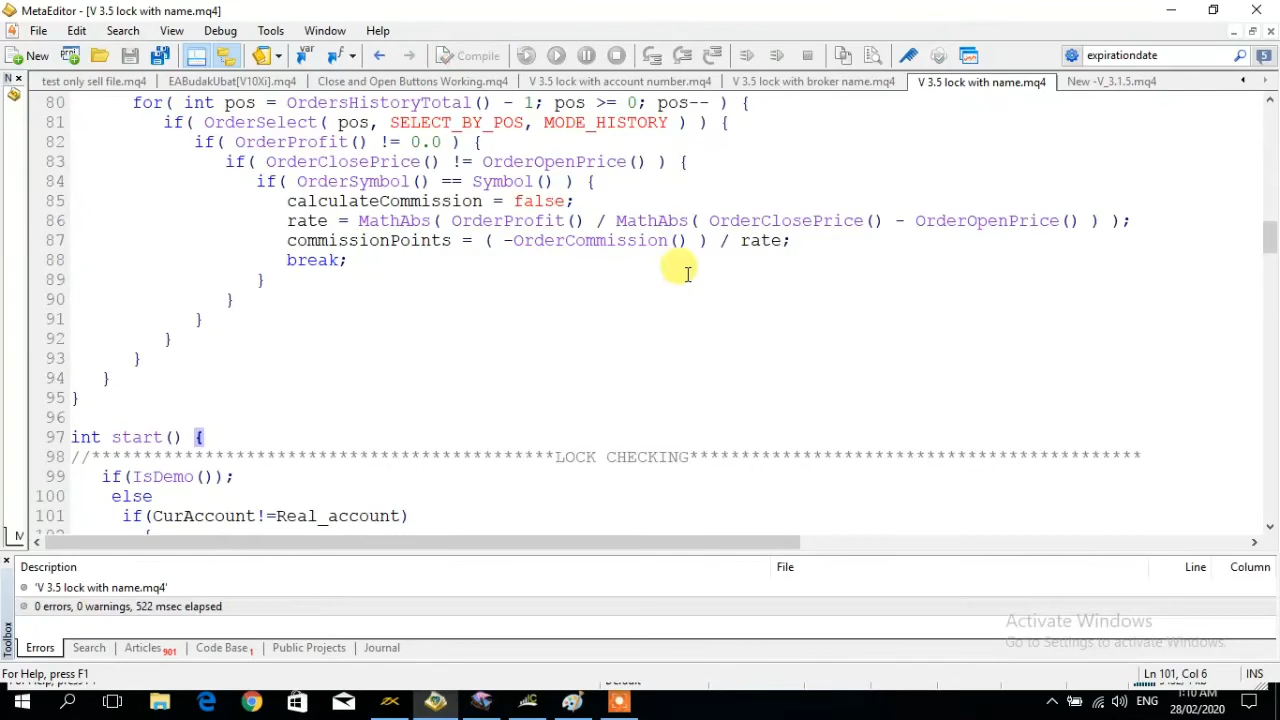 MetaEditor - [V 3.5 lock with name.mq4]
File Edit Search View Debug Tools Window Help
New Compile expirationdate 5
test only sell file.mq4 EABudakUbat[V10Xi].mq4 Close and Open Buttons Working.mq4 V 3.5 lock with account number.mq4 V 3.5 lock with broker name.mq4 V 3.5 lock with name.mq4 New -V_3.1.5.mq4
80 for( int pos = OrdersHistoryTotal() - 1; pos >= 0; pos-- ) {
81 if( OrderSelect( pos, SELECT_BY_POS, MODE_HISTORY ) ) {
82 if( OrderProfit() != 0.0 ) {
83 if( OrderClosePrice() != OrderOpenPrice() ) {
84 if( OrderSymbol() == Symbol() ) {
85 calculateCommission = false;
86 rate = MathAbs( OrderProfit() / MathAbs( OrderClosePrice() - OrderOpenPrice() ) );
87 commissionPoints = ( -OrderCommission() ) / rate;
88 break;
89 }
90 }
91 }
92 }
93 }
94 }
95 }
96
97 int start() {
98 //*********************************************LOCK CHECKING********************************************
99 if(IsDemo());
100 else
101 if(CurAccount!=Real_account)
Description File Line Column
'V 3.5 lock with name.mq4'
0 errors, 0 warnings, 522 msec elapsed
Activate Windows
Go to Settings to activate Windows.
Toolbox
Errors Search Articles 901 Code Base 1 Public Projects Journal
For Help, press F1 Ln 101, Col 6 INS
ENG 1:10 AM
28/02/2020